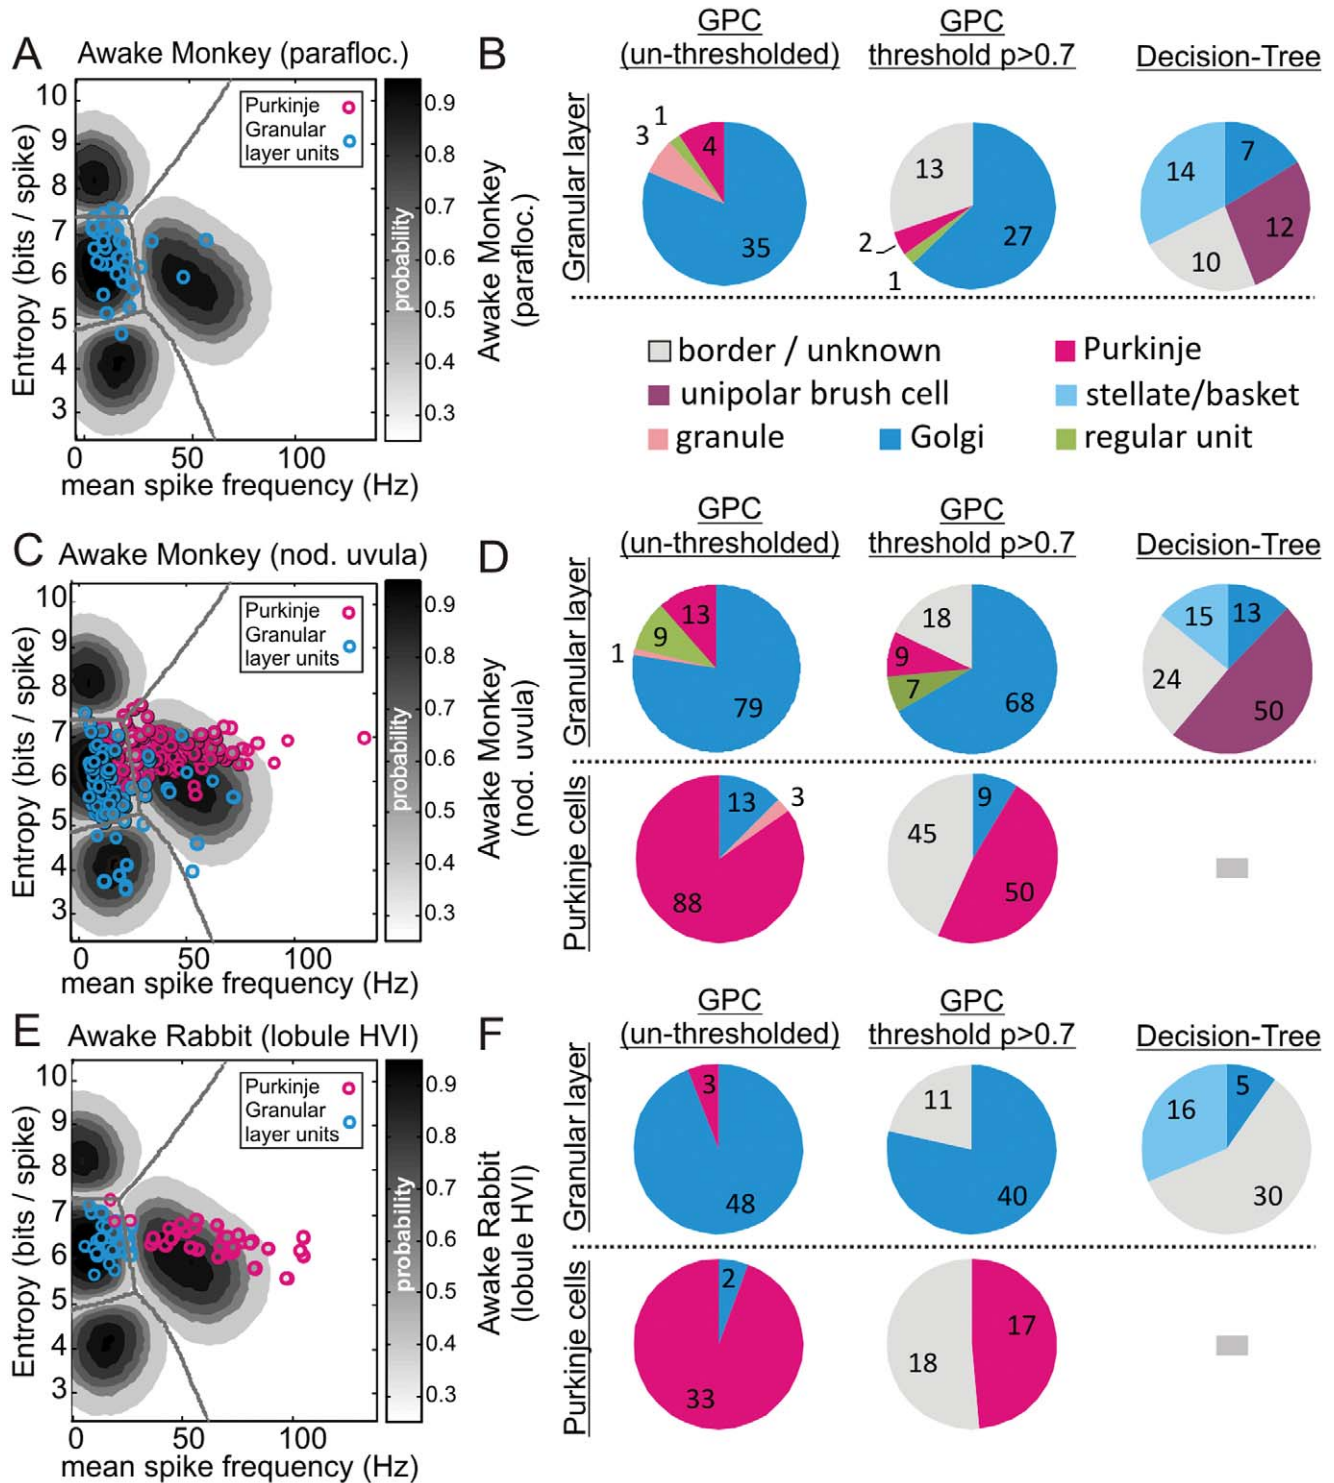 A Awake Monkey (parafloc.)
Entropy (bits / spike)
10
9
8
7
6
5
4
3
Purkinje
Granular
layer units
0 50 100
mean spike frequency (Hz)
probability
0.9
0.8
0.7
0.6
0.5
0.4
0.3
B
Awake Monkey
(parafloc.)
GPC
(un-thresholded)
GPC
threshold p>0.7
Decision-Tree
Granular layer
3 1 4 35
13 2 1 27
14 7 12 10
border / unknown
Purkinje
unipolar brush cell
stellate/basket
granule
Golgi
regular unit
C Awake Monkey (nod. uvula)
Entropy (bits / spike)
10
9
8
7
6
5
4
3
Purkinje
Granular
layer units
0 50 100
mean spike frequency (Hz)
probability
0.9
0.8
0.7
0.6
0.5
0.4
0.3
D
Awake Monkey
(nod. uvula)
GPC
(un-thresholded)
GPC
threshold p>0.7
Decision-Tree
Granular layer
1 9 13 79
18 9 7 68
15 13 24 50
Purkinje cells
13 3 88
9 45 50
E Awake Rabbit (lobule HVI)
Entropy (bits / spike)
10
9
8
7
6
5
4
3
Purkinje
Granular
layer units
0 50 100
mean spike frequency (Hz)
probability
0.9
0.8
0.7
0.6
0.5
0.4
0.3
F
Awake Rabbit
(lobule HVI)
GPC
(un-thresholded)
GPC
threshold p>0.7
Decision-Tree
Granular layer
3 48
11 40
16 5 30
Purkinje cells
2 33
18 17